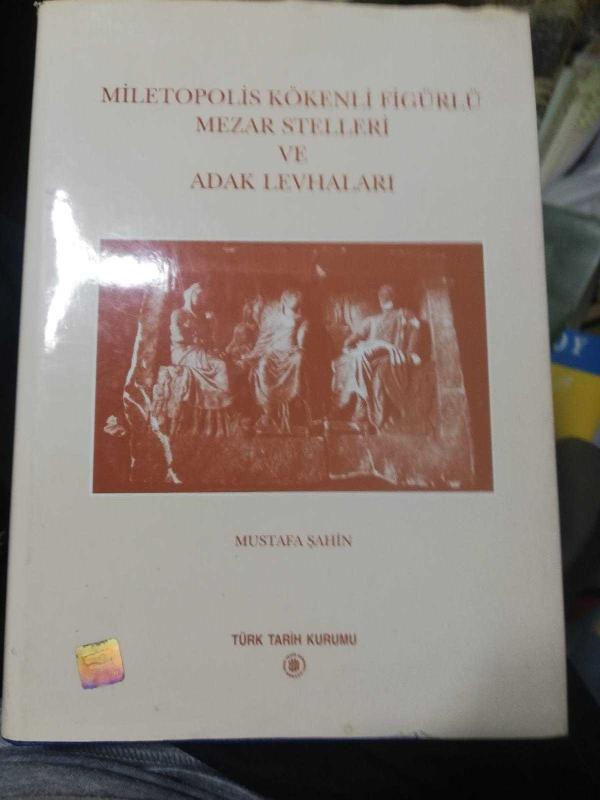 MİLETOPOLİS KÖKENLİ FİGÜRLÜ
MEZAR STELLERİ
VE
ADAK LEVHALARI
MUSTAFA ŞAHİN
TÜRK TARİH KURUMU